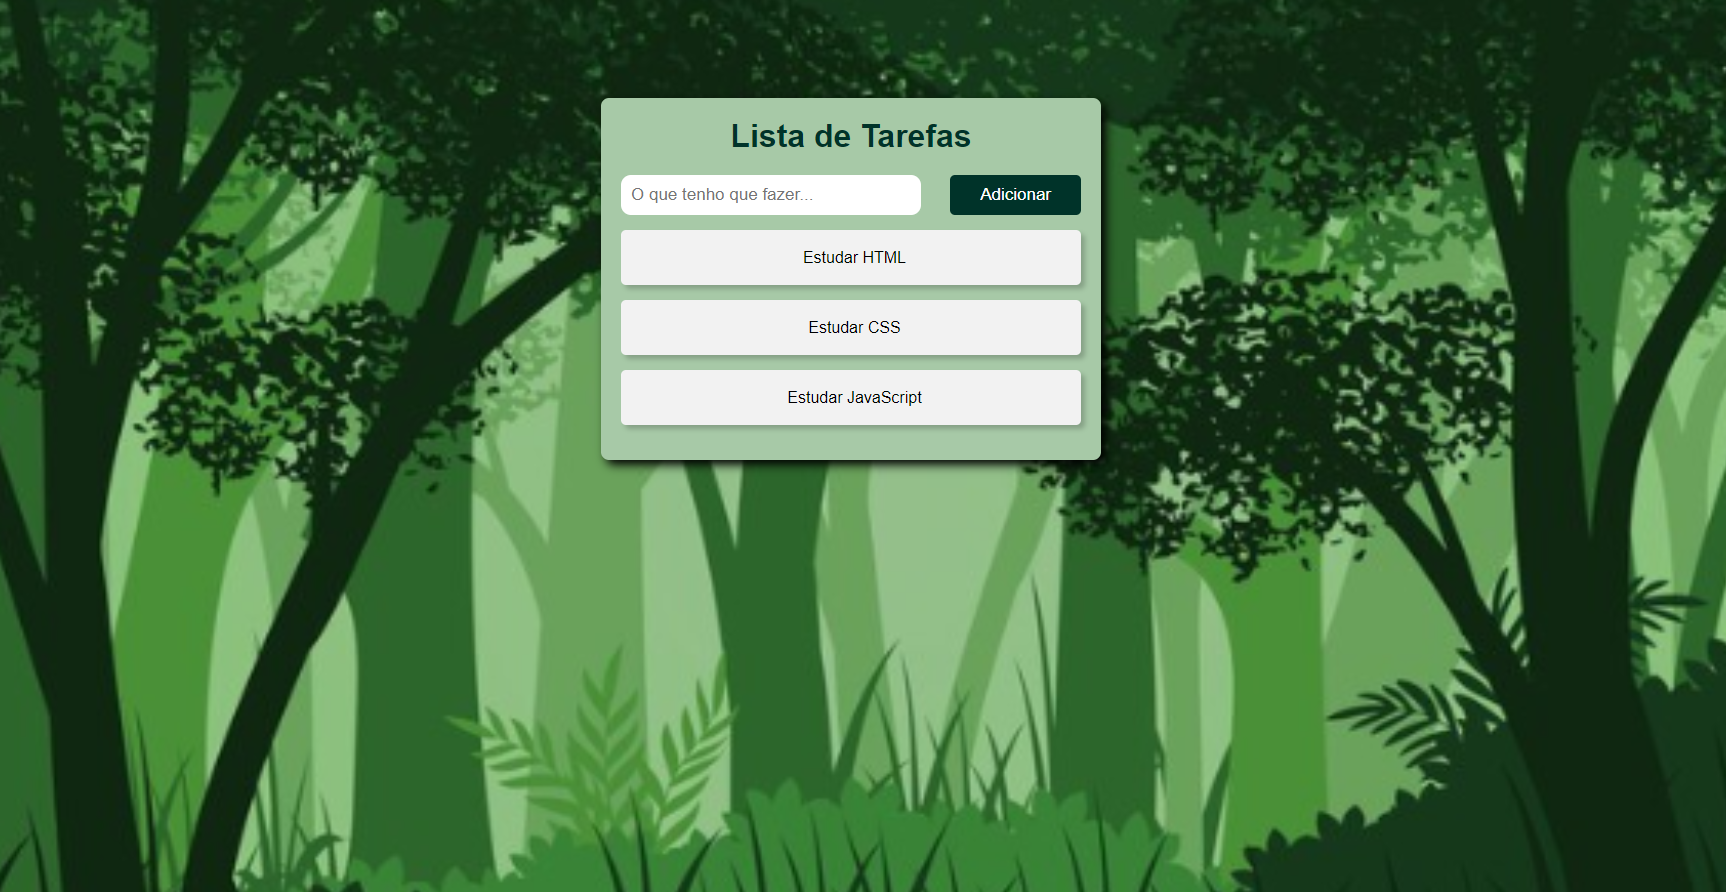 Lista de Tarefas
O que tenho que fazer...
Adicionar
Estudar HTML
Estudar CSS
Estudar JavaScript